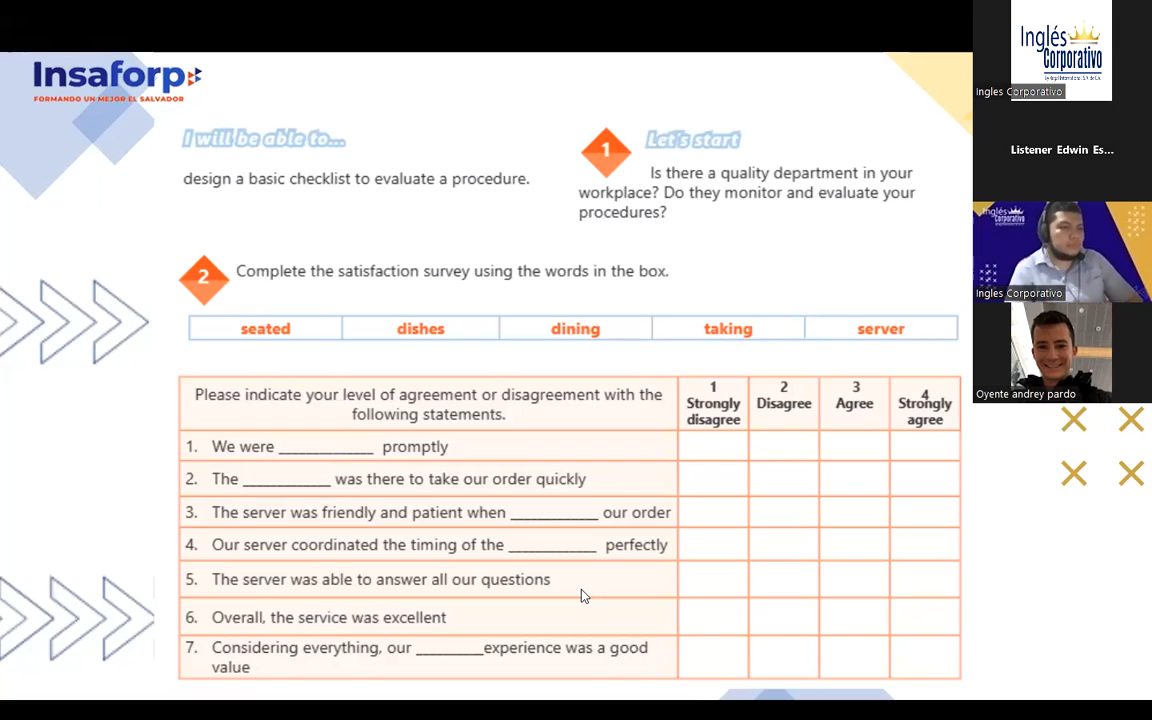 Insaforp
FORMANDO UN MEJOR EL SALVADOR
I will be able to...
design a basic checklist to evaluate a procedure.
1
Let's start
Is there a quality department in your
workplace? Do they monitor and evaluate your
procedures?
2
Complete the satisfaction survey using the words in the box.
seated dishes dining taking server
Please indicate your level of agreement or disagreement with the
following statements.
1
Strongly
disagree
2
Disagree
3
Agree
4
Strongly
agree
1. We were _____________ promptly
2. The ____________ was there to take our order quickly
3. The server was friendly and patient when ____________ our order
4. Our server coordinated the timing of the ____________ perfectly
5. The server was able to answer all our questions
6. Overall, the service was excellent
7. Considering everything, our _________experience was a good
value
Inglés
Corporativo
Ingles Corporativo
Listener Edwin Es...
Inglés
Corporativo
Ingles Corporativo
Oyente andrey pardo